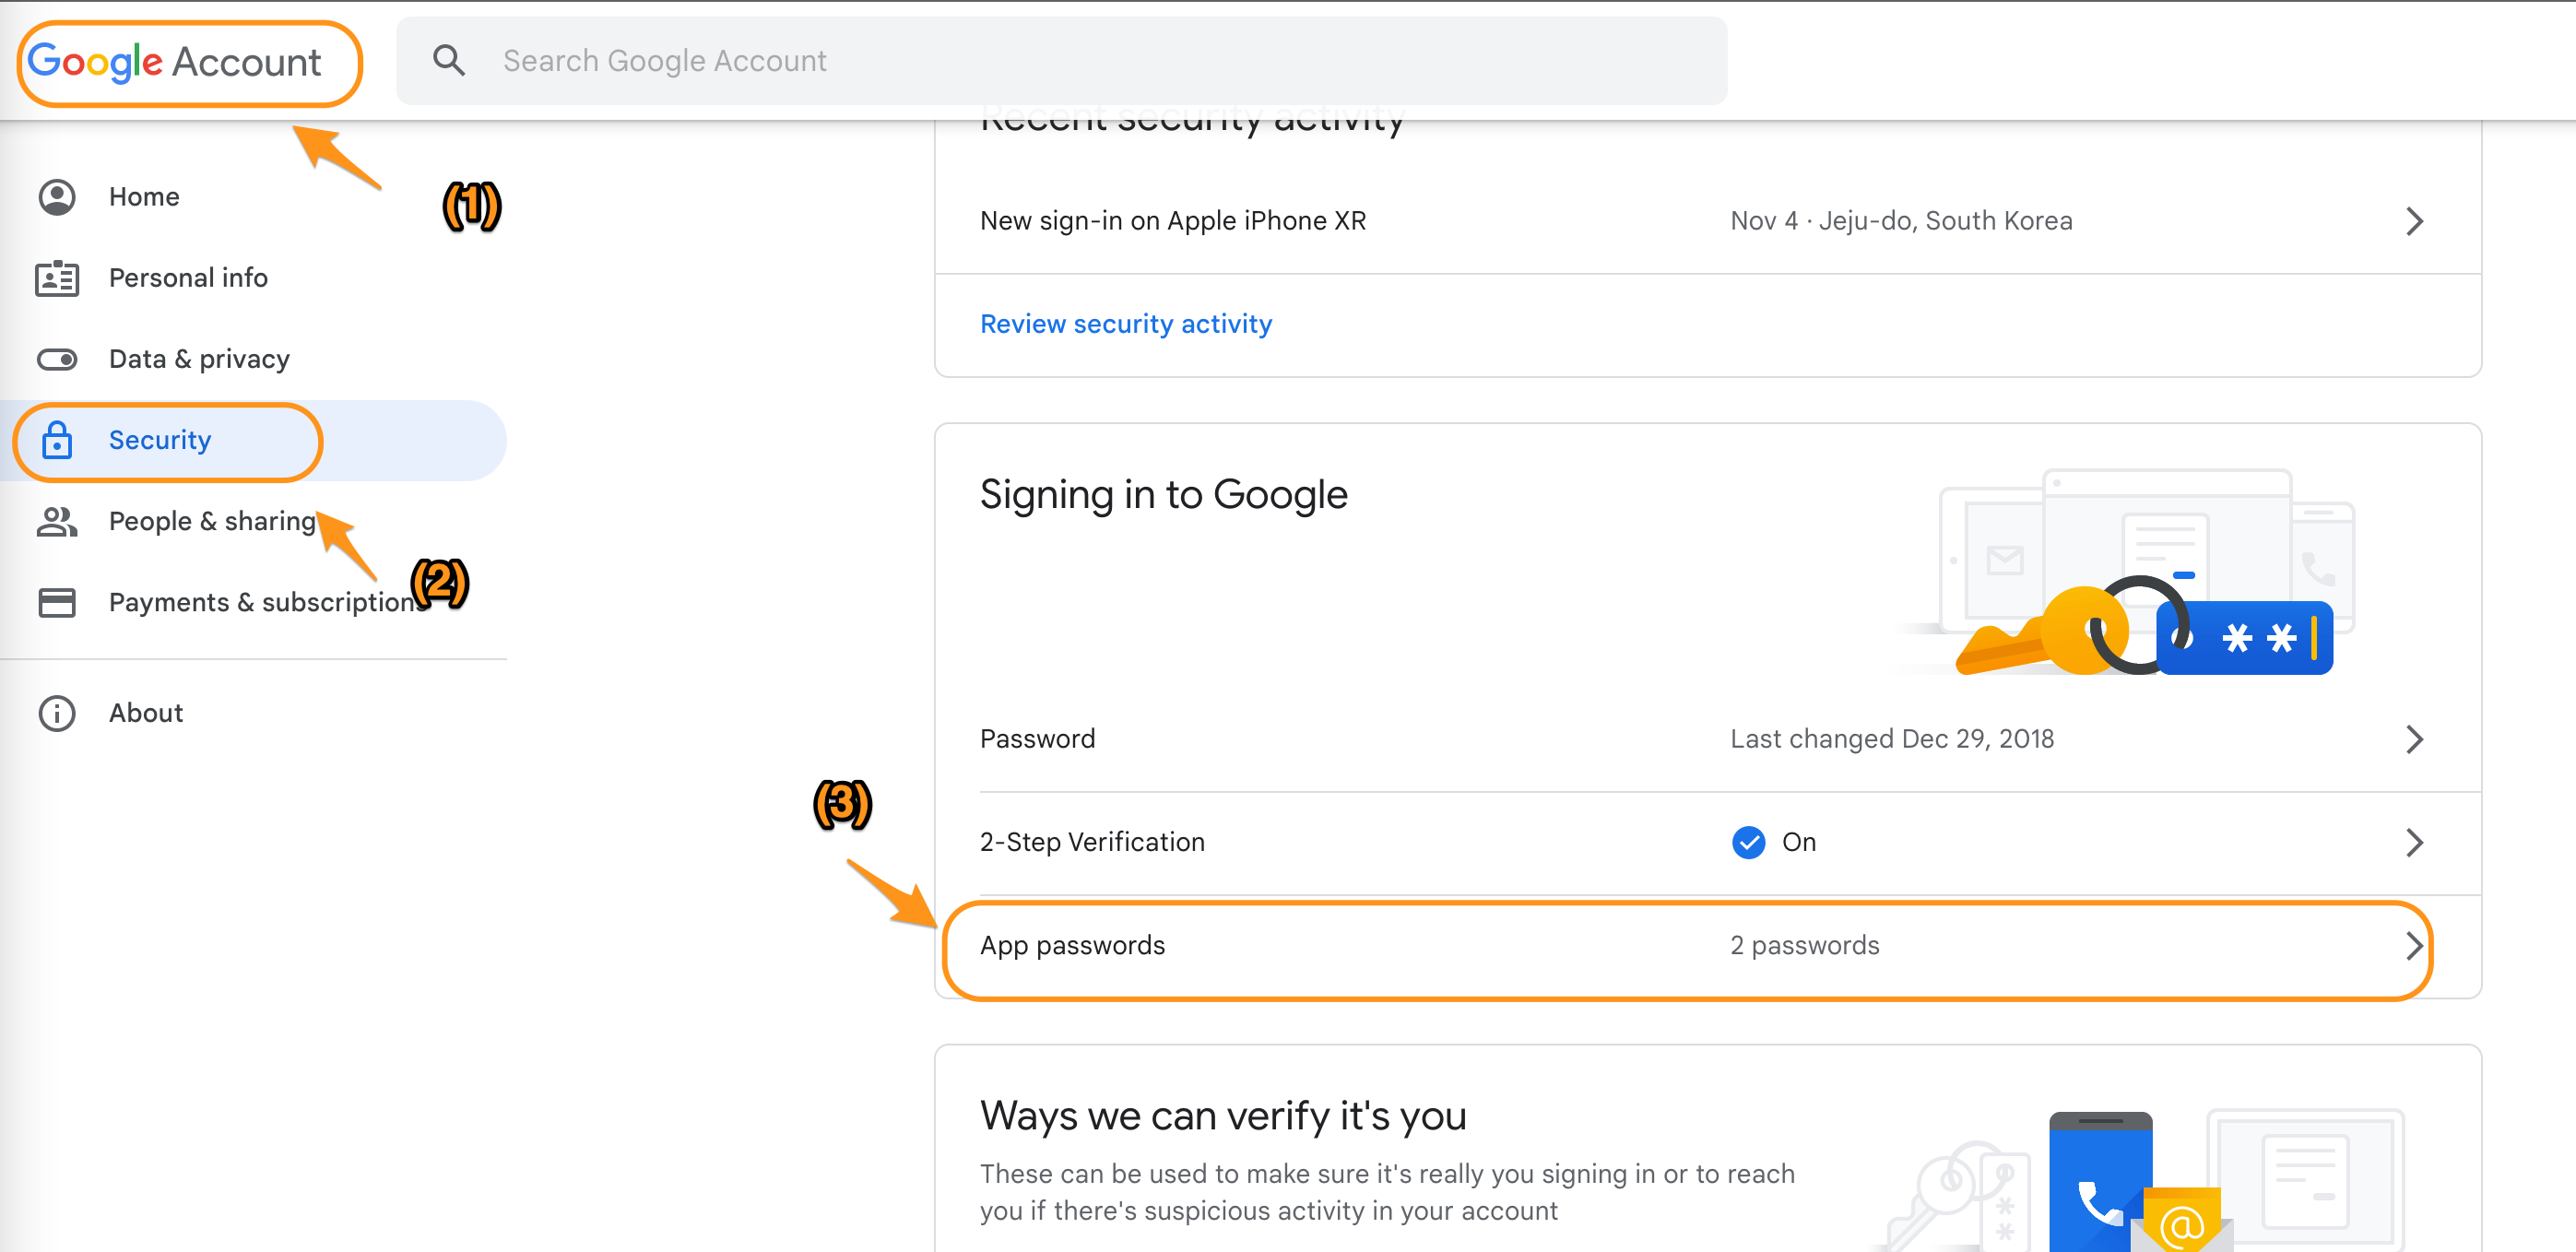 Google Account
Search Google Account
Recent security activity
(1)
Home
New sign-in on Apple iPhone XR
Nov 4 · Jeju-do, South Korea
Personal info
Review security activity
Data & privacy
Security
Signing in to Google
People & sharing
(2)
Payments & subscriptions
* *
About
Password
Last changed Dec 29, 2018
(3)
2-Step Verification
On
App passwords
2 passwords
Ways we can verify it's you
These can be used to make sure it's really you signing in or to reach
you if there's suspicious activity in your account
*
*
@